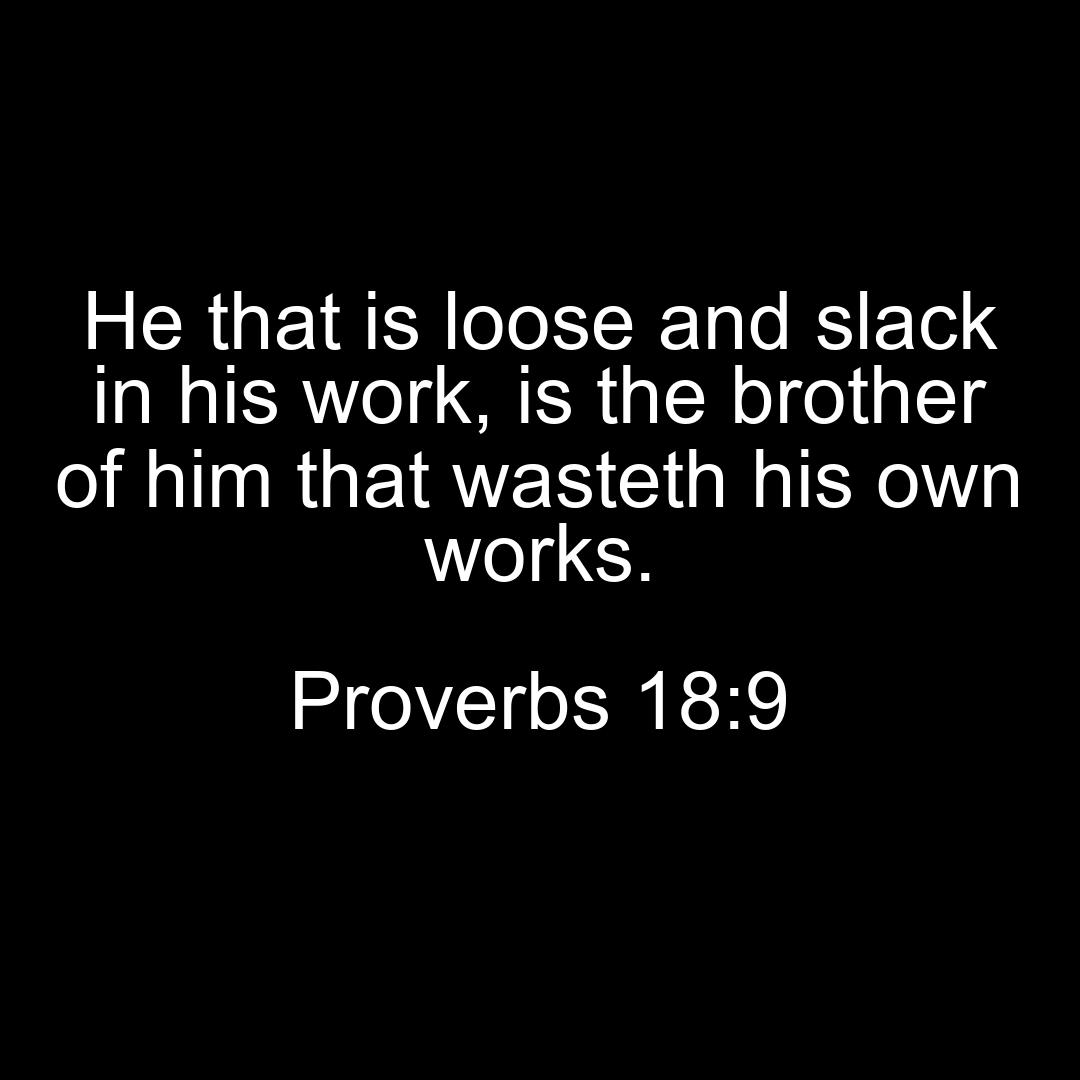 He that is loose and slack
in his work, is the brother
of him that wasteth his own
works.
Proverbs 18:9